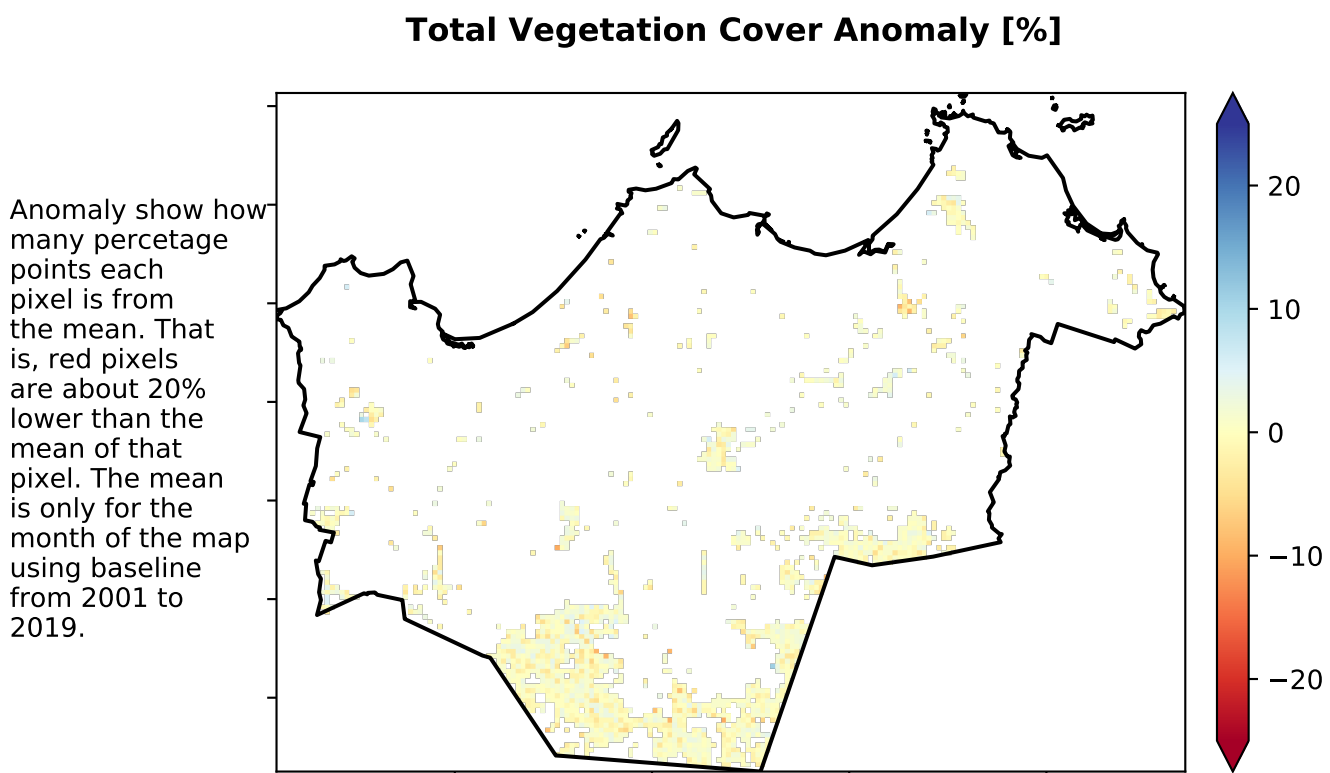 Total Vegetation Cover Anomaly [%]
Anomaly show how
many percetage
points each
pixel is from
the mean. That
is, red pixels
are about 20%
lower than the
mean of that
pixel. The mean
is only for the
month of the map
using baseline
from 2001 to
2019.
20
10
0
−10
−20